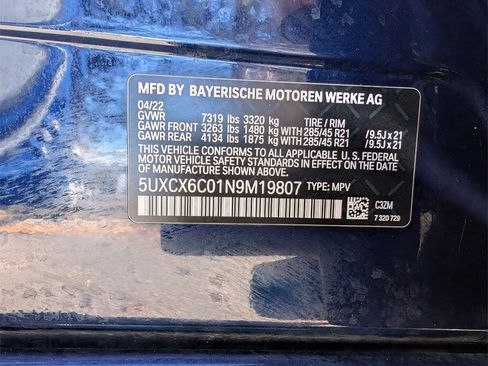 MFD BY BAYERISCHE MOTOREN WERKE AG
04/22
GVWR 7319 lbs 3320 kg TIRE / RIM
GAWR FRONT 3263 lbs 1480 kg WITH 285/45 R21 / 9.5J x 21
GAWR REAR 4134 lbs 1875 kg WITH 285/45 R21 / 9.5J x 21
THIS VEHICLE CONFORMS TO ALL APPLICABLE U.S. FEDERAL
MOTOR VEHICLE SAFETY STANDARDS IN EFFECT ON THE DATE
OF MANUFACTURE SHOWN ABOVE.
5UXCX6C01N9M19807 TYPE: MPV
C3ZM
7 320 729